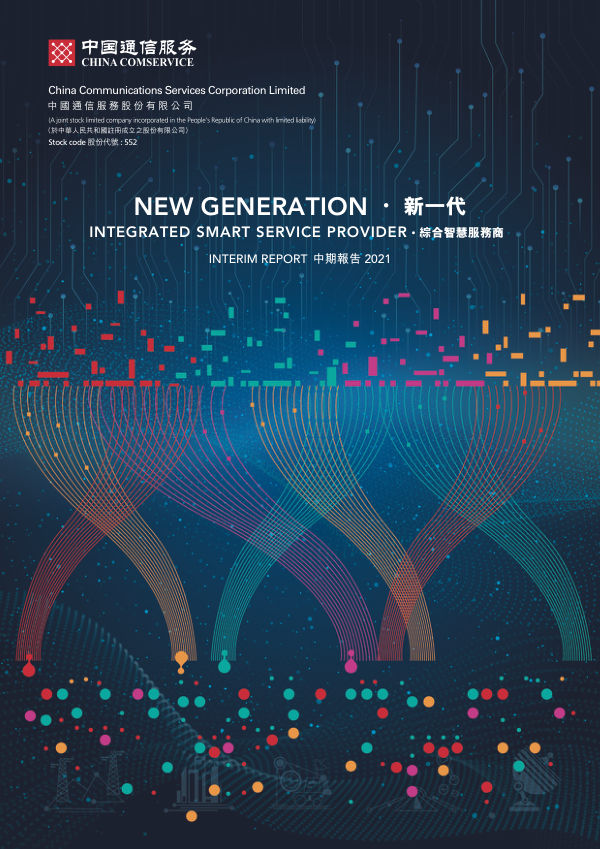 中国通信服务
CHINA COMSERVICE
China Communications Services Corporation Limited
中國通信服務股份有限公司
(A joint stock limited company incorporated in the People's Republic of China with limited liability)
(於中華人民共和國註冊成立之股份有限公司)
Stock code 股份代號 : 552
NEW GENERATION · 新一代
INTEGRATED SMART SERVICE PROVIDER · 綜合智慧服務商
INTERIM REPORT 中期報告 2021